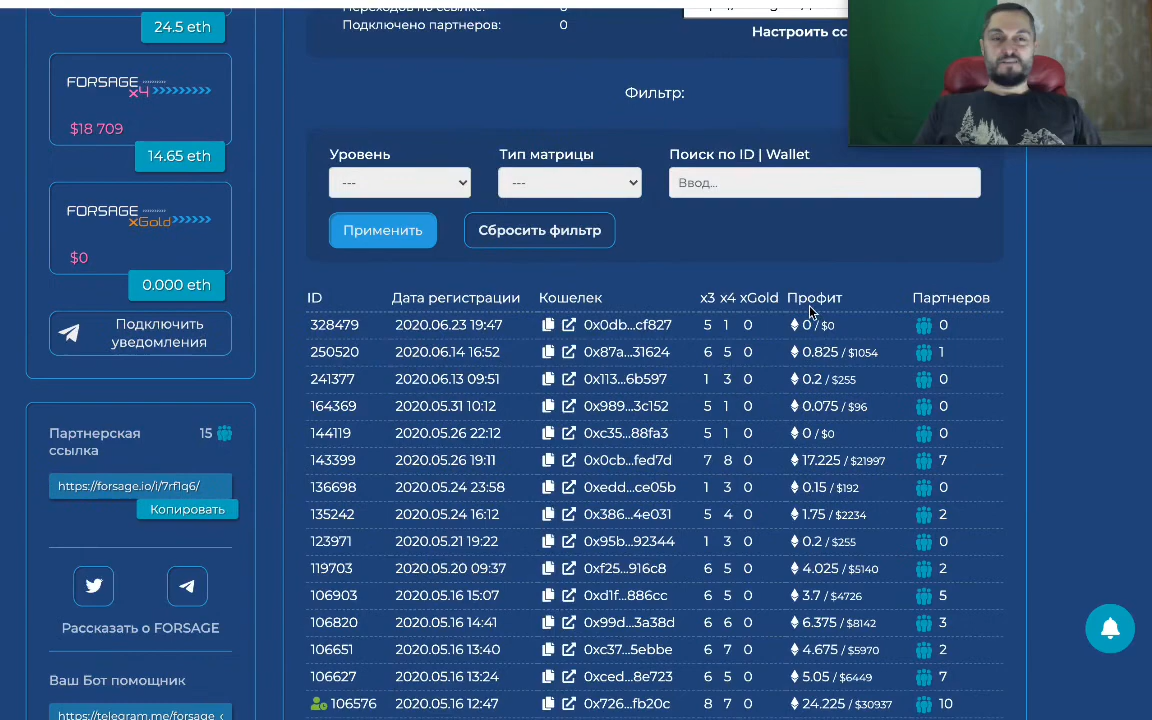 24.5 eth
FORSAGE
x4
$18 709
14.65 eth
FORSAGE
xGold
$0
0.000 eth
Подключить
уведомления
Партнерская
ссылка
15
https://forsage.io/i/7rf1q6/
Копировать
Рассказать о FORSAGE
Ваш Бот помощник
https://telegram.me/forsage_c
Подключено партнеров: 0
Настроить сс
Фильтр:
Уровень Тип матрицы Поиск по ID | Wallet
--- --- Ввод...
Применить Сбросить фильтр
ID Дата регистрации Кошелек x3 x4 xGold Профит Партнеров
328479 2020.06.23 19:47 0x0db...cf827 5 1 0 0 / $0 0
250520 2020.06.14 16:52 0x87a...31624 6 5 0 0.825 / $1054 1
241377 2020.06.13 09:51 0x113...6b597 1 3 0 0.2 / $255 0
164369 2020.05.31 10:12 0x989...3c152 5 1 0 0.075 / $96 0
144119 2020.05.26 22:12 0xc35...88fa3 5 1 0 0 / $0 0
143399 2020.05.26 19:11 0x0cb...fed7d 7 8 0 17.225 / $21997 7
136698 2020.05.24 23:58 0xedd...ce05b 1 3 0 0.15 / $192 0
135242 2020.05.24 16:12 0x386...4e031 5 4 0 1.75 / $2234 2
123971 2020.05.21 19:22 0x95b...92344 1 3 0 0.2 / $255 0
119703 2020.05.20 09:37 0xf25...916c8 6 5 0 4.025 / $5140 2
106903 2020.05.16 15:07 0xd1f...886cc 6 5 0 3.7 / $4726 5
106820 2020.05.16 14:41 0x99d...3a38d 6 6 0 6.375 / $8142 3
106651 2020.05.16 13:40 0xc37...5ebbe 6 7 0 4.675 / $5970 2
106627 2020.05.16 13:24 0xced...8e723 6 5 0 5.05 / $6449 7
106576 2020.05.16 12:47 0x726...fb20c 8 7 0 24.225 / $30937 10